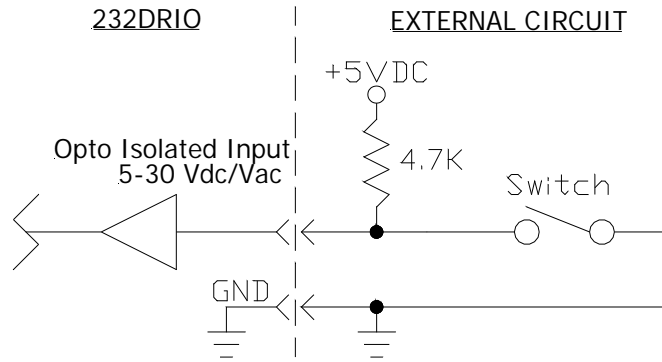 232DRIO
EXTERNAL CIRCUIT
+5VDC
Opto Isolated Input
5-30 Vdc/Vac
4.7K
Switch
GND